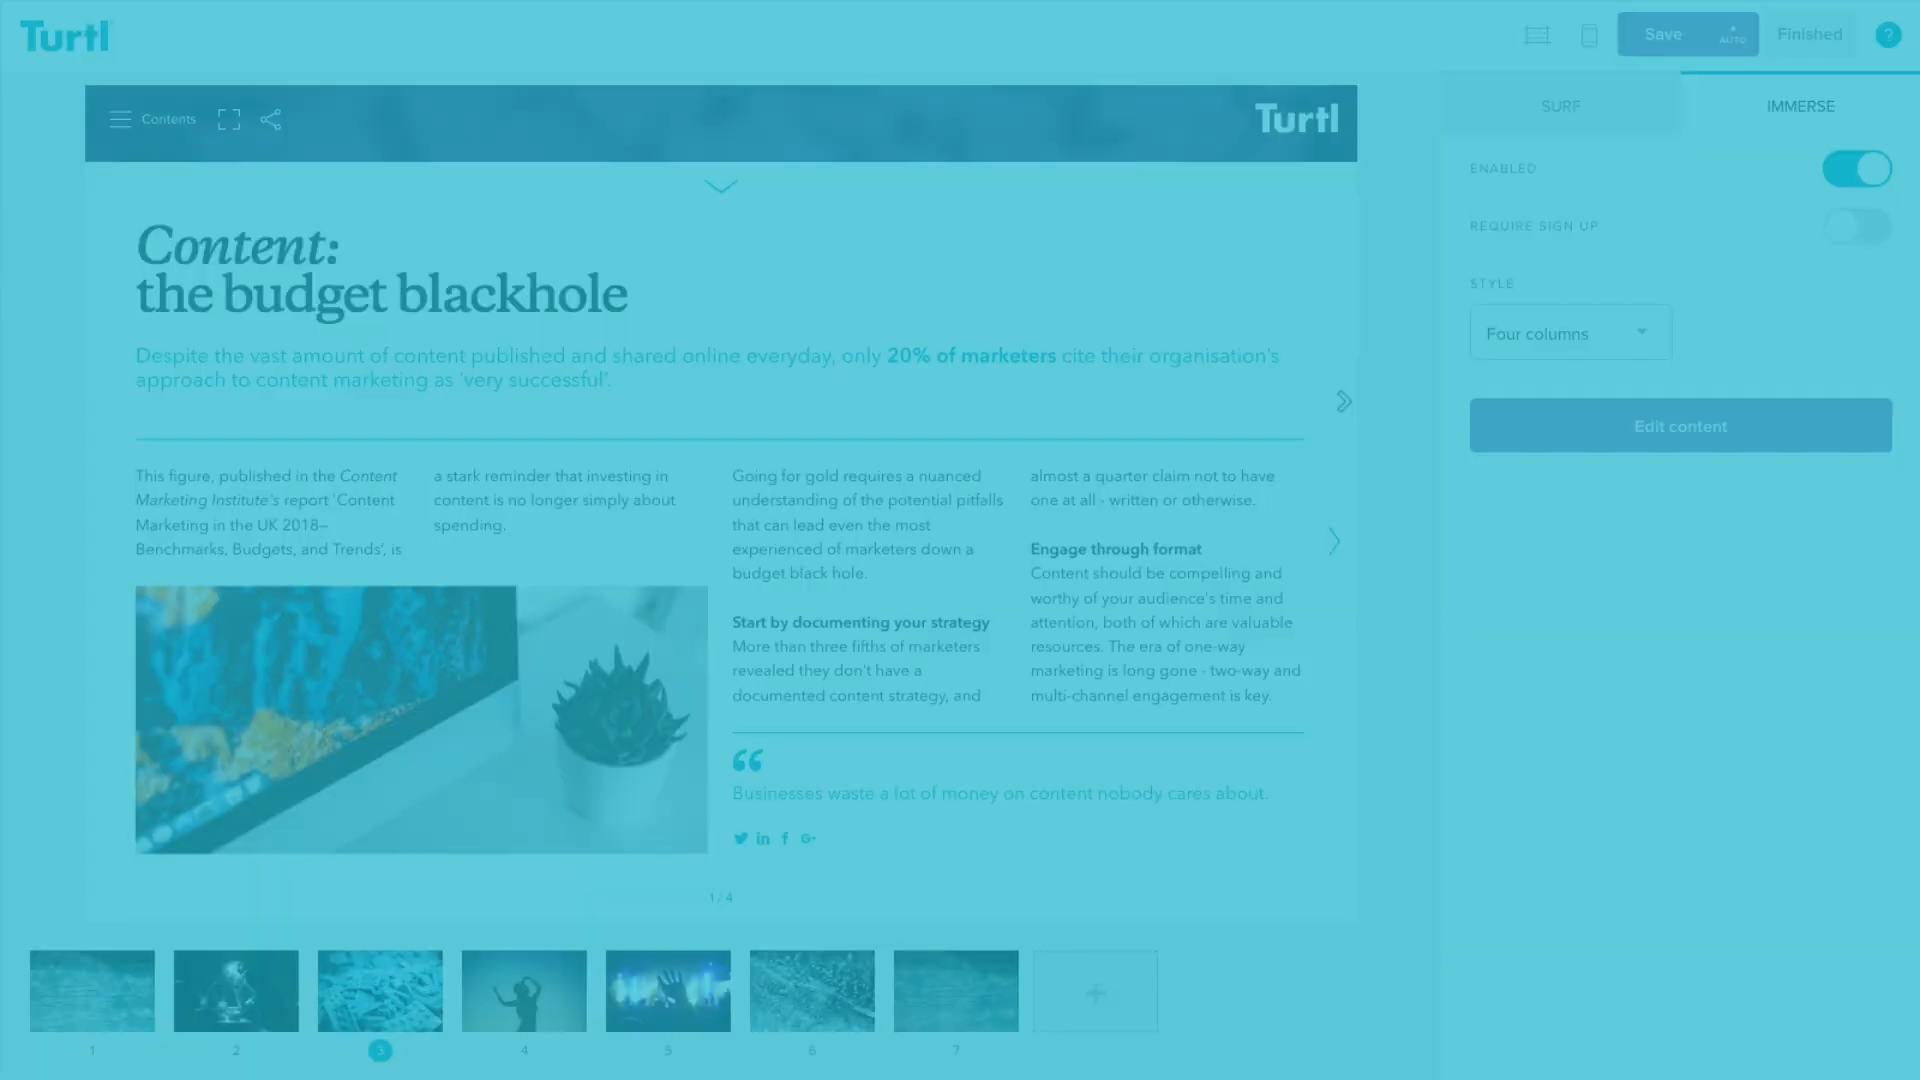 Turtl
Save
AUTO
Finished
?
Contents
Turtl
SURF
IMMERSE
ENABLED
REQUIRE SIGN UP
STYLE
Four columns
Edit content
Content:
the budget blackhole
Despite the vast amount of content published and shared online everyday, only 20% of marketers cite their organisation's
approach to content marketing as 'very successful'.
This figure, published in the Content
Marketing Institute's report 'Content
Marketing in the UK 2018–
Benchmarks, Budgets, and Trends', is
a stark reminder that investing in
content is no longer simply about
spending.
Going for gold requires a nuanced
understanding of the potential pitfalls
that can lead even the most
experienced of marketers down a
budget black hole.
Start by documenting your strategy
More than three fifths of marketers
revealed they don't have a
documented content strategy, and
almost a quarter claim not to have
one at all - written or otherwise.
Engage through format
Content should be compelling and
worthy of your audience's time and
attention, both of which are valuable
resources. The era of one-way
marketing is long gone - two-way and
multi-channel engagement is key.
Businesses waste a lot of money on content nobody cares about.
1 / 4
1
2
3
4
5
6
7